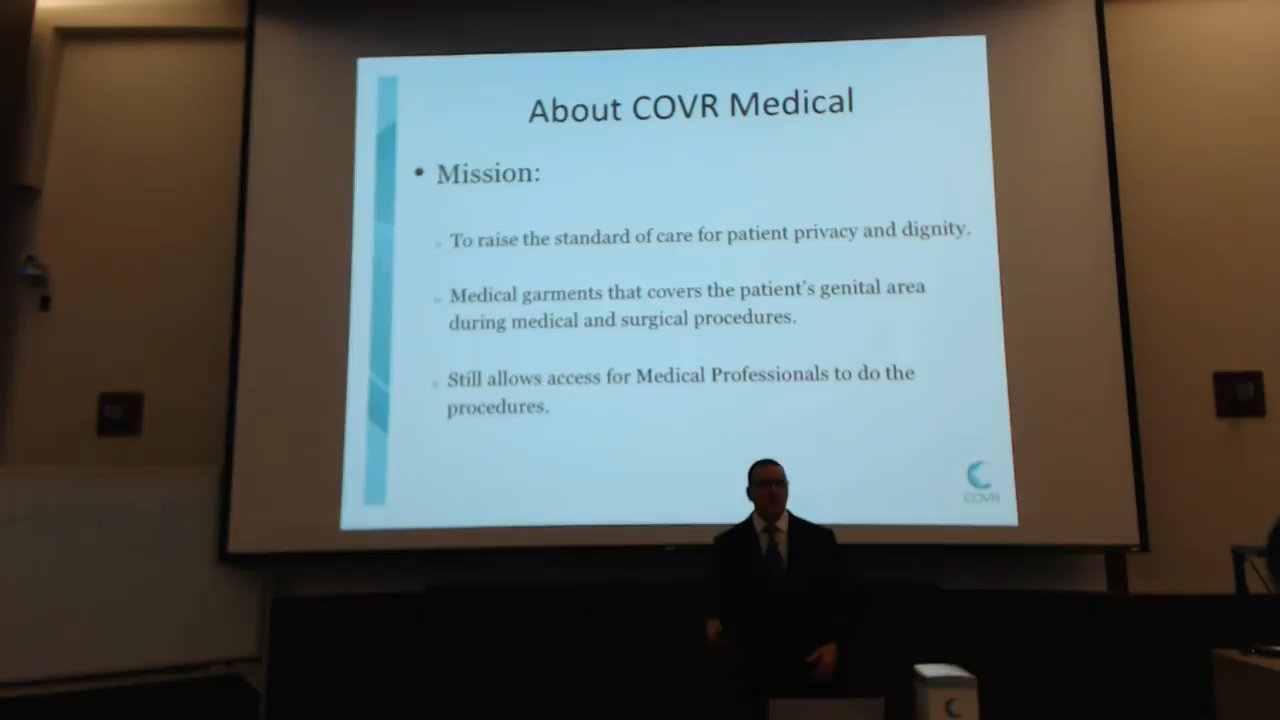 About COVR Medical
• Mission:
To raise the standard of care for patient privacy and dignity.
Medical garments that covers the patient's genital area
during medical and surgical procedures.
Still allows access for Medical Professionals to do the
procedures.
COVR